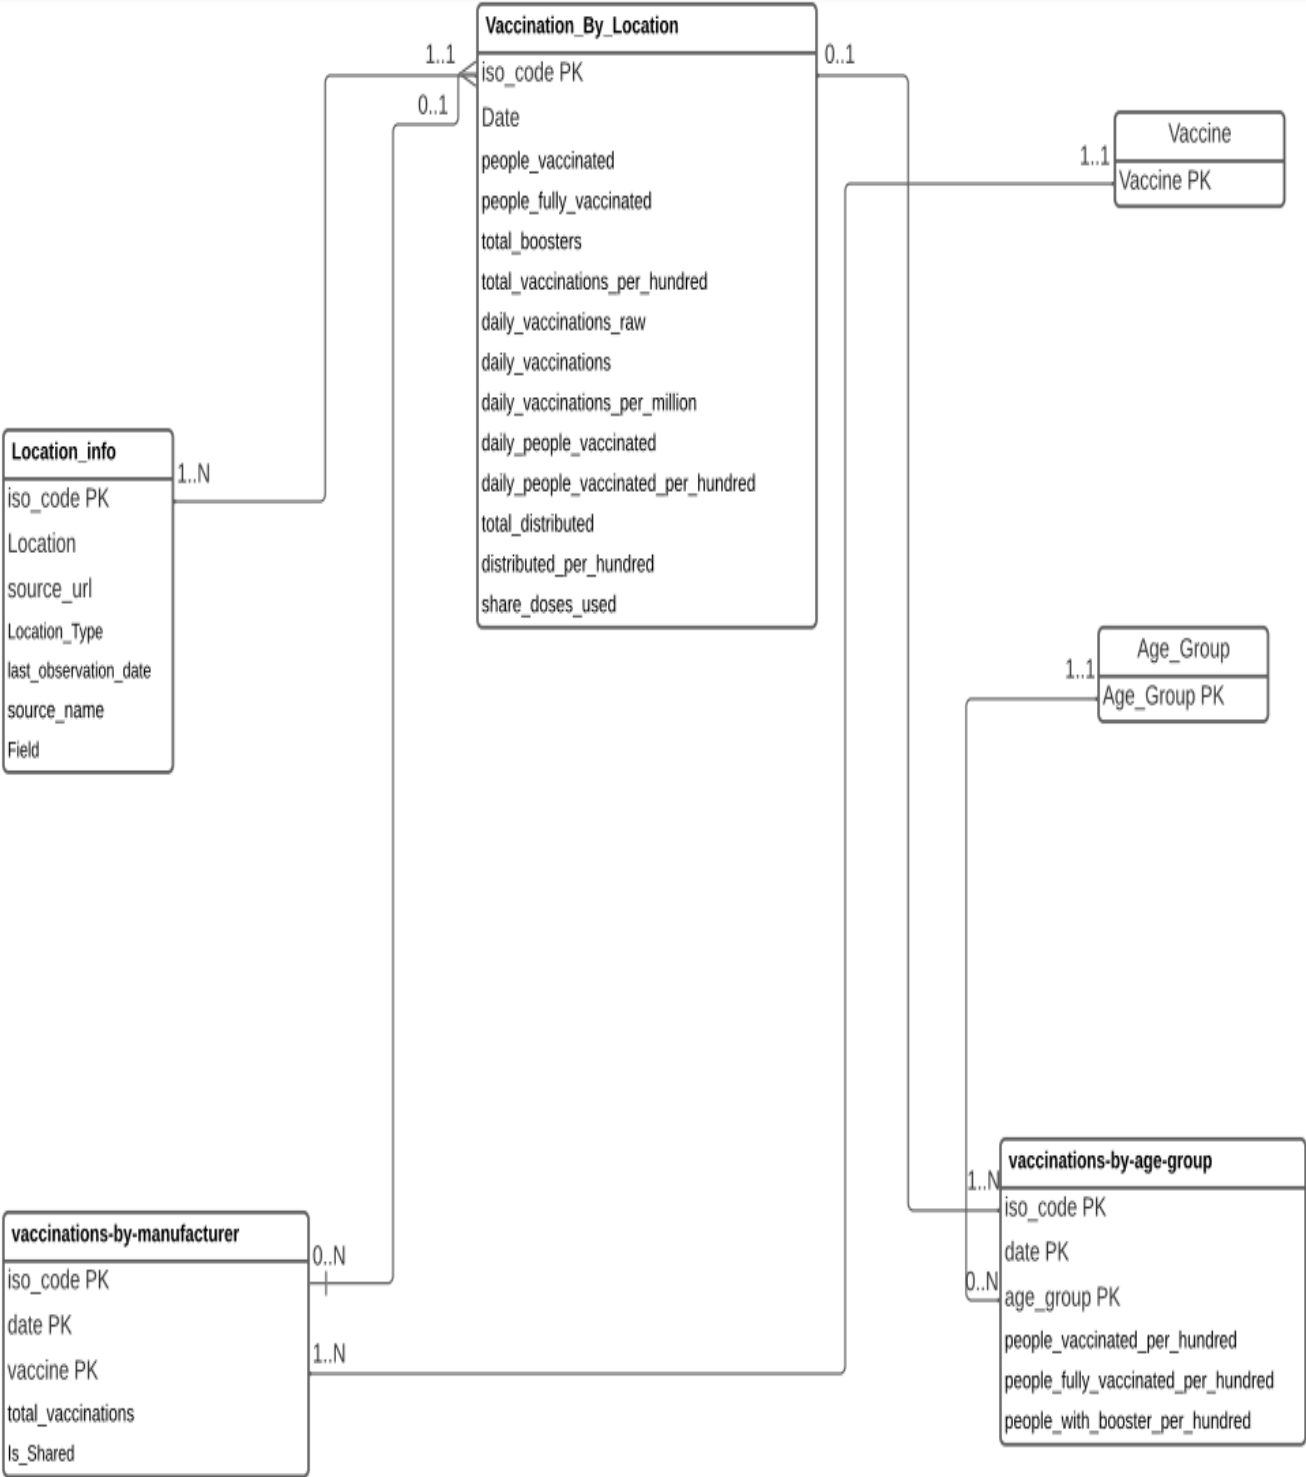 Vaccination_By_Location
1..1
0..1
iso_code PK
0..1
Date
people_vaccinated
people_fully_vaccinated
total_boosters
total_vaccinations_per_hundred
daily_vaccinations_raw
daily_vaccinations
daily_vaccinations_per_million
daily_people_vaccinated
daily_people_vaccinated_per_hundred
total_distributed
distributed_per_hundred
share_doses_used
Vaccine
1..1
Vaccine PK
Location_info
1..N
iso_code PK
Location
source_url
Location_Type
last_observation_date
source_name
Field
Age_Group
1..1
Age_Group PK
vaccinations-by-age-group
1..N
iso_code PK
date PK
0..N
age_group PK
people_vaccinated_per_hundred
people_fully_vaccinated_per_hundred
people_with_booster_per_hundred
vaccinations-by-manufacturer
0..N
iso_code PK
date PK
1..N
vaccine PK
total_vaccinations
Is_Shared